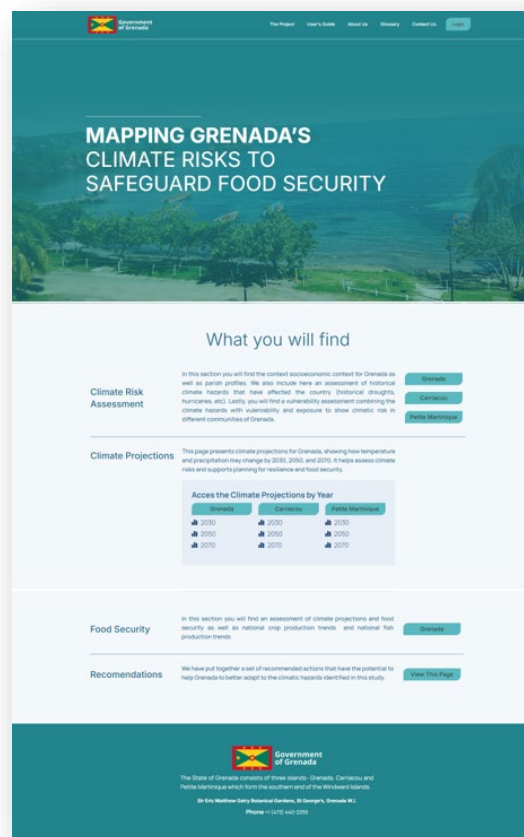 Government
of Grenada
The Project User's Guide About Us Glossary Contact Us Login
MAPPING GRENADA'S
CLIMATE RISKS TO
SAFEGUARD FOOD SECURITY
What you will find
Climate Risk
Assessment
In this section you will find the context socioeconomic context for Grenada as
well as parish profiles. We also include here an assessment of historical
climate hazards that have affected the country (historical droughts,
hurricanes, etc). Lastly, you will find a vulnerability assessment combining the
climate hazards with vulenrability and exposure to show climatic risk in
different communities of Grenada.
Grenada
Carriacou
Petite Martinique
Climate Projections
This page presents climate projections for Grenada, showing how temperature
and precipitation may change by 2030, 2050, and 2070. It helps assess climate
risks and supports planning for resilience and food security.
Acces the Climate Projections by Year
Grenada Carriacou Petite Martinique
2030 2030 2030
2050 2050 2050
2070 2070 2070
Food Security
In this section you will find an assessment of climate projections and food
security as well as national crop production trends and national fish
production trends
Grenada
Recomendations
We have put together a set of recommended actions that have the potential to
help Grenada to better adapt to the climatic hazards identified in this study.
View This Page
Government
of Grenada
The State of Grenada consists of three islands- Grenada, Carriacou and
Petite Martinique which form the southern end of the Windward Islands.
Sir Eric Matthew Gairy Botanical Gardens, St George's, Grenada W.I.
Phone +1 (473) 440-2255